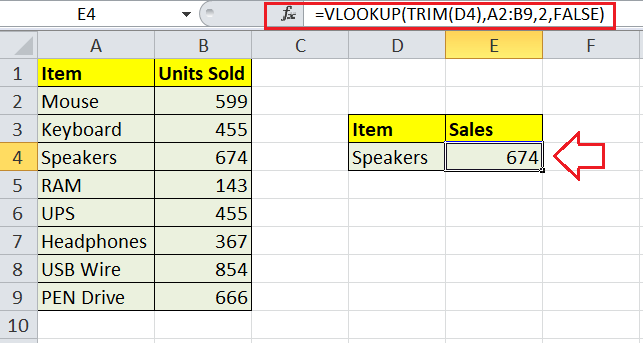 E4 fx =VLOOKUP(TRIM(D4),A2:B9,2,FALSE)
A B C D E F
1 Item Units Sold
2 Mouse 599
3 Keyboard 455 Item Sales
4 Speakers 674 Speakers 674
5 RAM 143
6 UPS 455
7 Headphones 367
8 USB Wire 854
9 PEN Drive 666
10